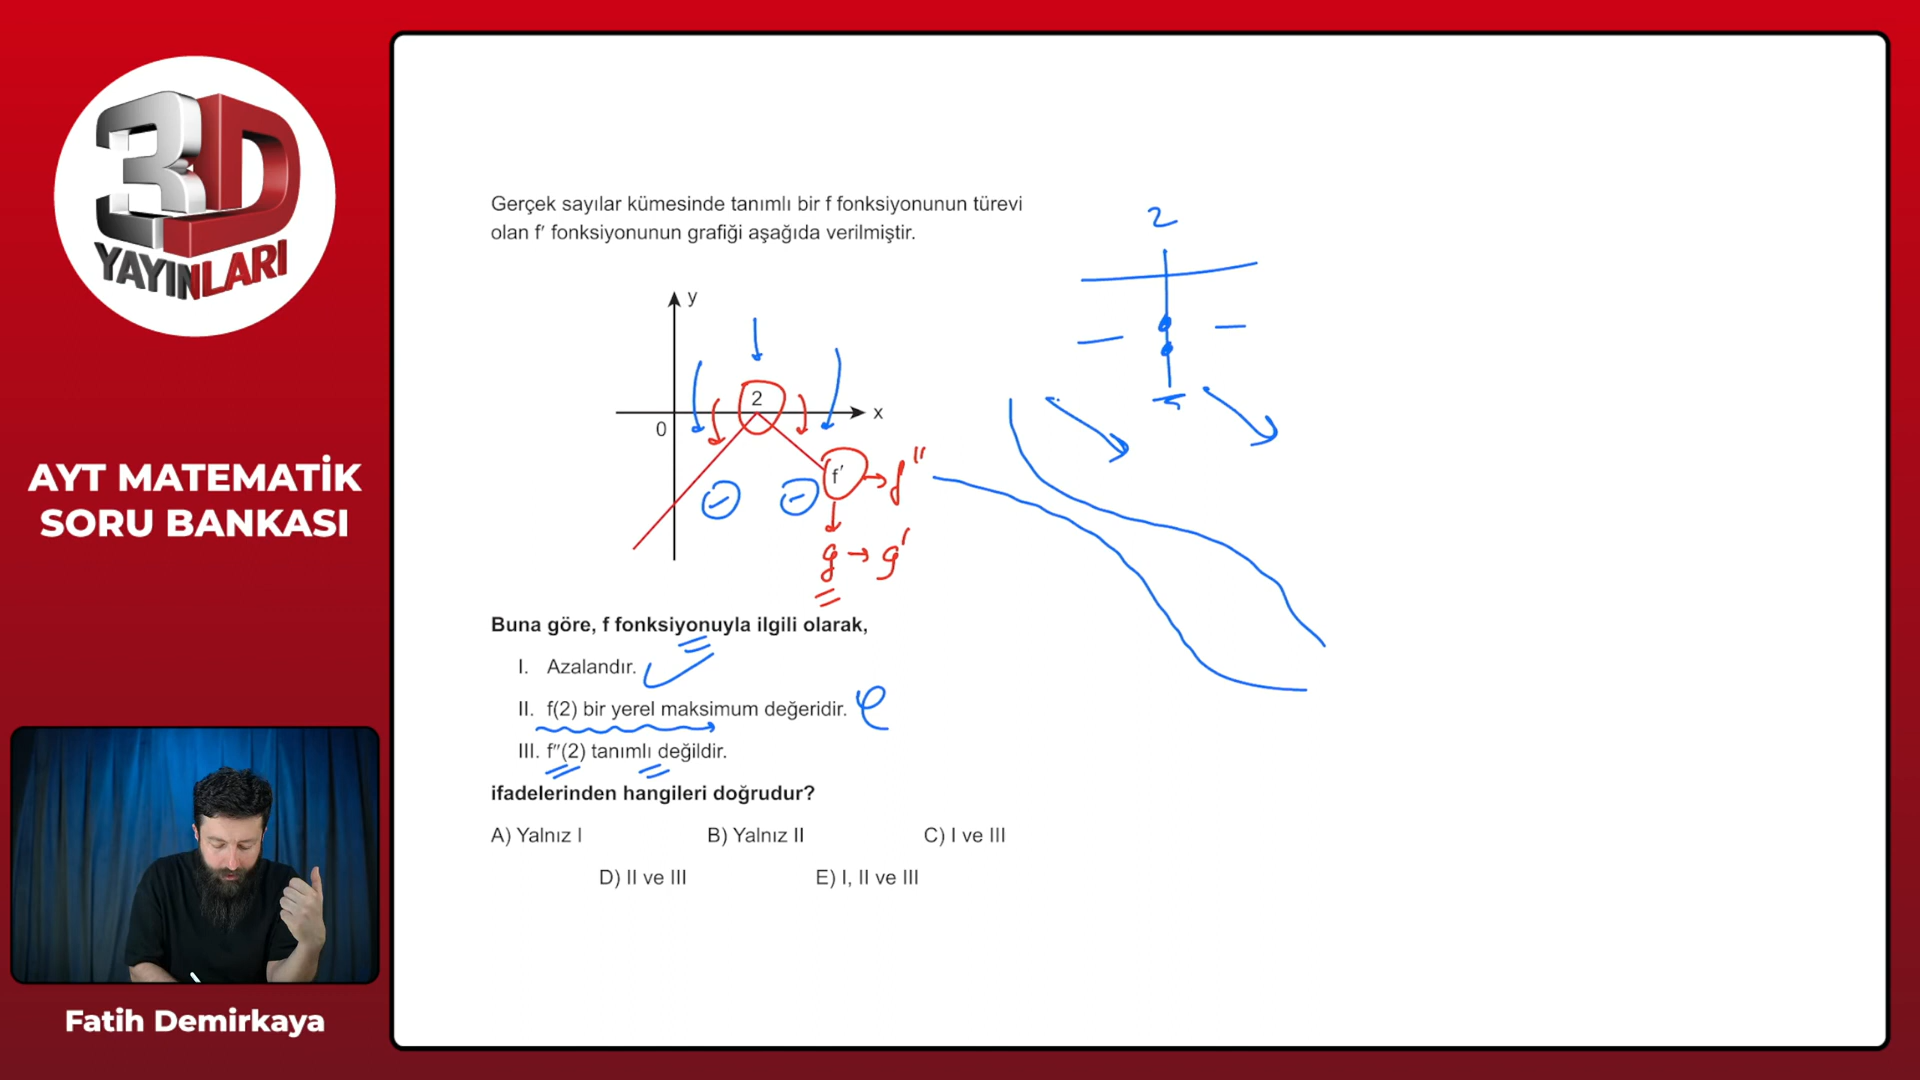 3D
YAYINLARI
AYT MATEMATİK
SORU BANKASI
Fatih Demirkaya
Gerçek sayılar kümesinde tanımlı bir f fonksiyonunun türevi
olan f′ fonksiyonunun grafiği aşağıda verilmiştir.
y
2
x
0
f′ → f″
g → g′
2
Buna göre, f fonksiyonuyla ilgili olarak,
I. Azalandır.
II. f(2) bir yerel maksimum değeridir.
III. f″(2) tanımlı değildir.
ifadelerinden hangileri doğrudur?
A) Yalnız I B) Yalnız II C) I ve III
D) II ve III E) I, II ve III